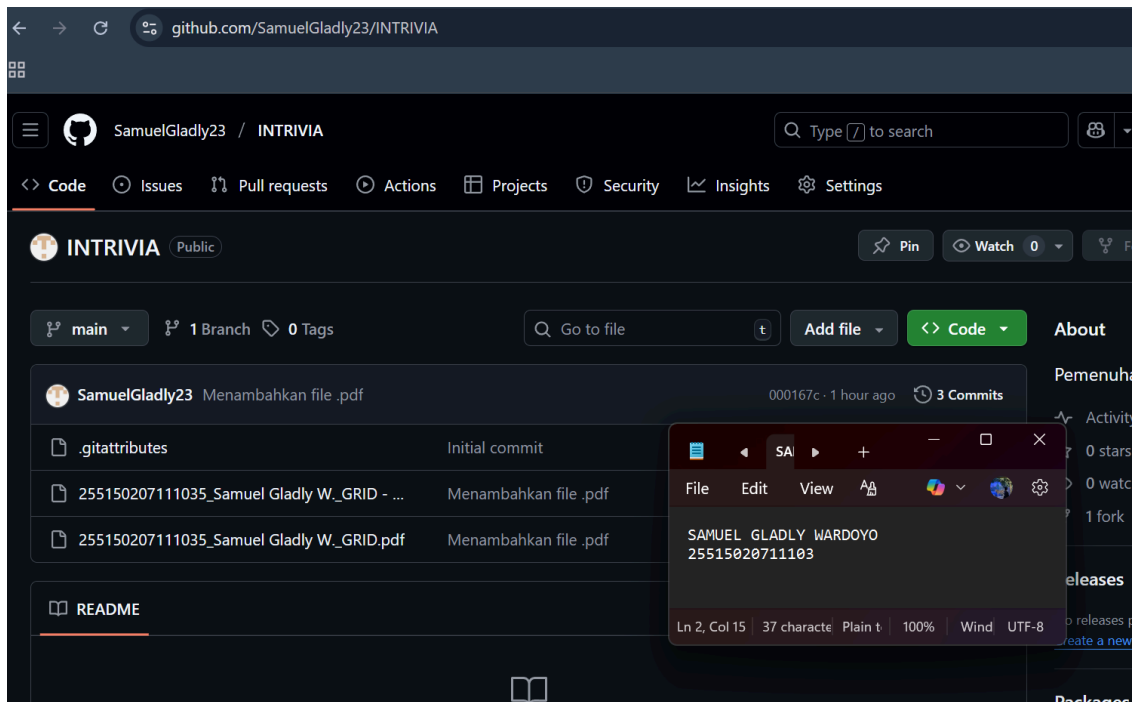 github.com/SamuelGladly23/INTRIVIA
SamuelGladly23 / INTRIVIA
Type / to search
Code Issues Pull requests Actions Projects Security Insights Settings
INTRIVIA Public
Pin Watch 0
main 1 Branch 0 Tags
Go to file t
Add file Code
About
SamuelGladly23 Menambahkan file .pdf
000167c · 1 hour ago 3 Commits
.gitattributes Initial commit
255150207111035_Samuel Gladly W._GRID - ... Menambahkan file .pdf
255150207111035_Samuel Gladly W._GRID.pdf Menambahkan file .pdf
README
SA
File Edit View
SAMUEL GLADLY WARDOYO
25515020711103
Ln 2, Col 15 37 characte Plain t 100% Wind UTF-8
Pemenuha
Activity
0 stars
0 watc
1 fork
eleases
o releases p
reate a new
Packages